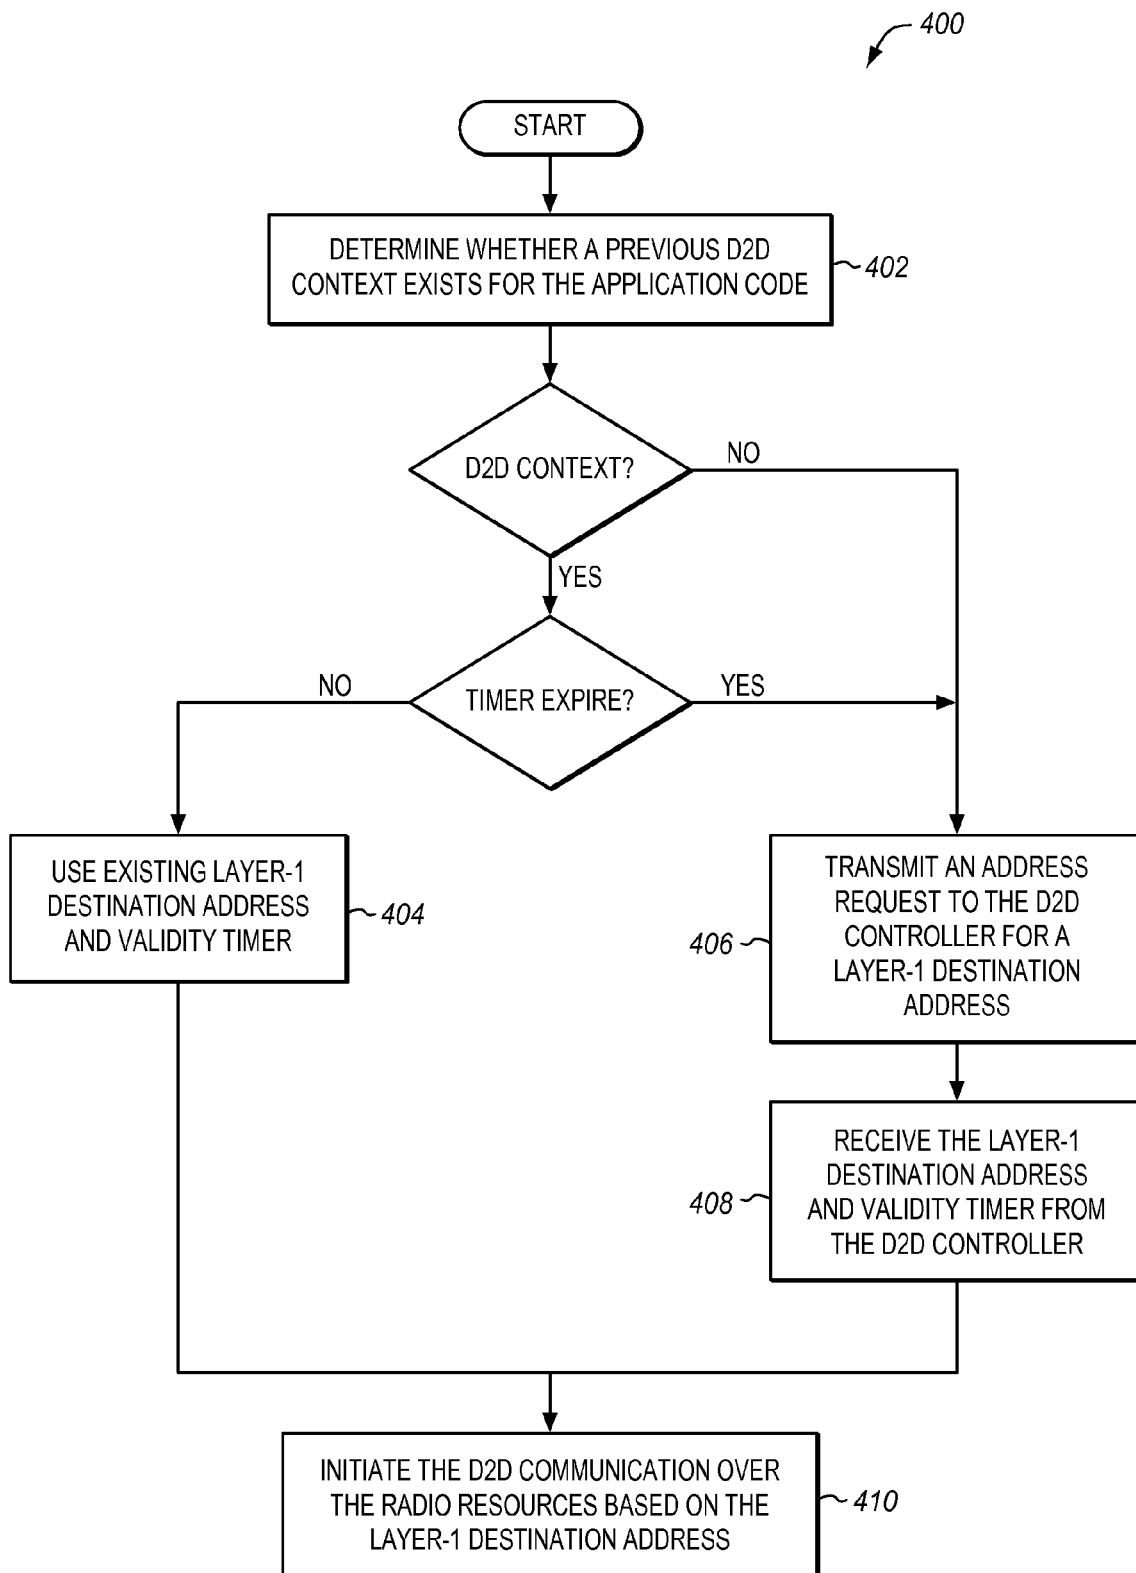 400
START
DETERMINE WHETHER A PREVIOUS D2D
CONTEXT EXISTS FOR THE APPLICATION CODE
402
D2D CONTEXT?
NO
YES
TIMER EXPIRE?
NO
YES
USE EXISTING LAYER-1
DESTINATION ADDRESS
AND VALIDITY TIMER
404
TRANSMIT AN ADDRESS
REQUEST TO THE D2D
CONTROLLER FOR A
LAYER-1 DESTINATION
ADDRESS
406
RECEIVE THE LAYER-1
DESTINATION ADDRESS
AND VALIDITY TIMER FROM
THE D2D CONTROLLER
408
INITIATE THE D2D COMMUNICATION OVER
THE RADIO RESOURCES BASED ON THE
LAYER-1 DESTINATION ADDRESS
410